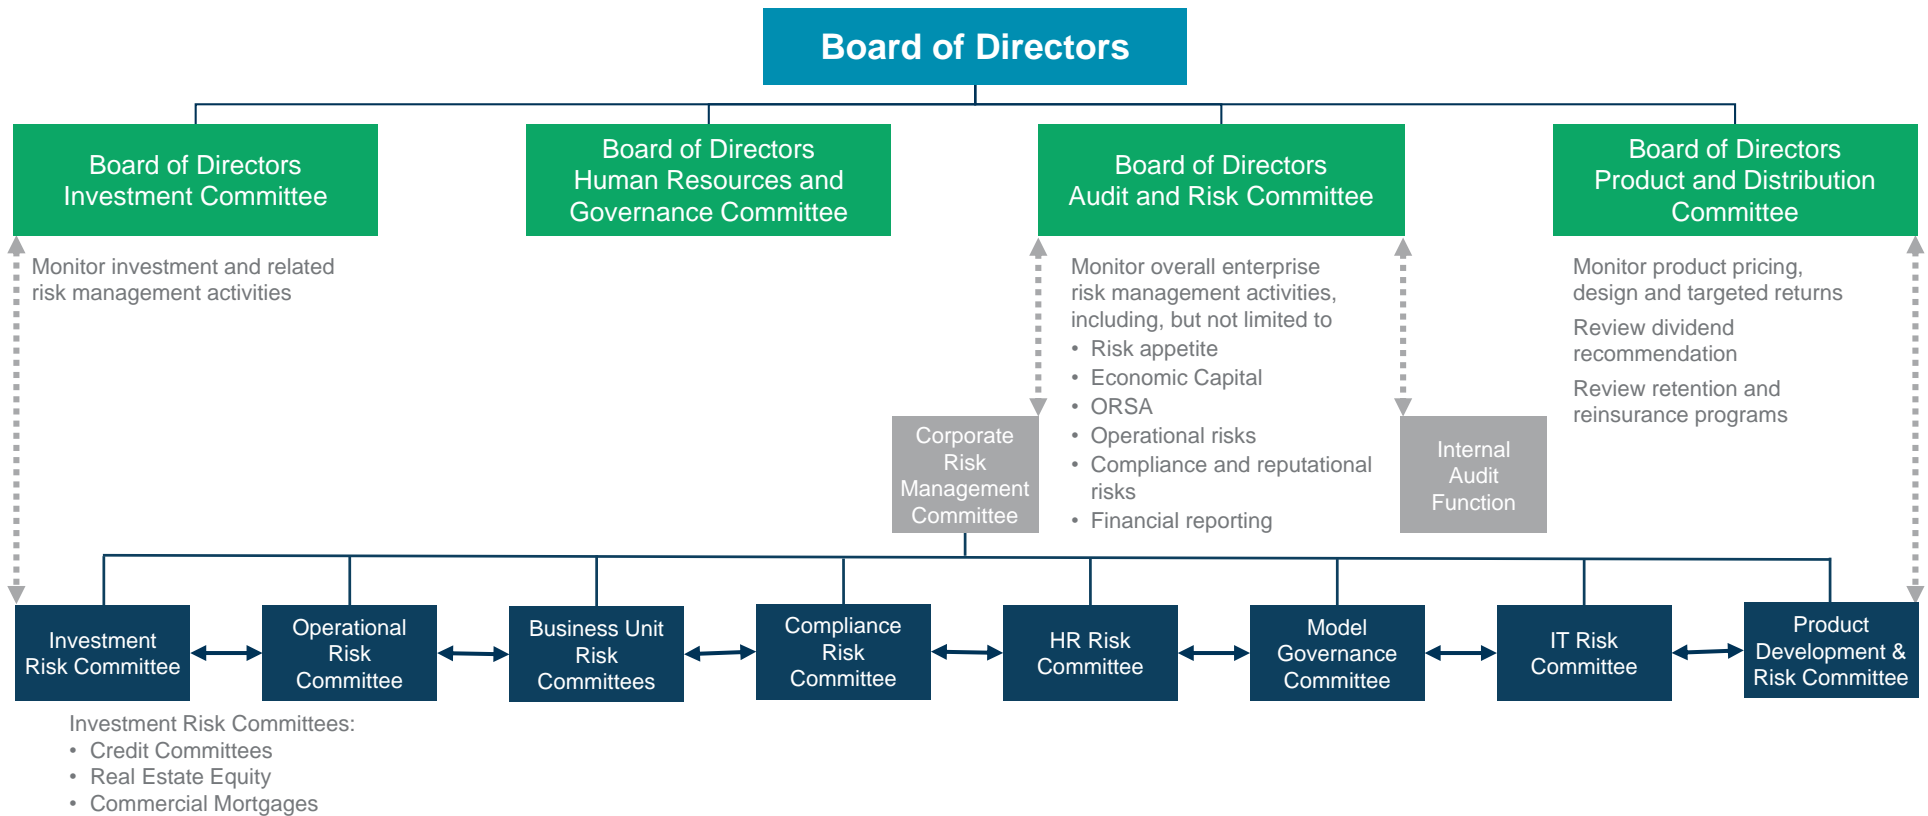 Board of Directors
Board of Directors
Investment Committee
Board of Directors
Human Resources and
Governance Committee
Board of Directors
Audit and Risk Committee
Board of Directors
Product and Distribution
Committee
Monitor investment and related
risk management activities
Monitor overall enterprise
risk management activities,
including, but not limited to
• Risk appetite
• Economic Capital
• ORSA
• Operational risks
• Compliance and reputational
risks
• Financial reporting
Monitor product pricing,
design and targeted returns
Review dividend
recommendation
Review retention and
reinsurance programs
Corporate
Risk
Management
Committee
Internal
Audit
Function
Investment
Risk Committee
Operational
Risk
Committee
Business Unit
Risk
Committees
Compliance
Risk
Committee
HR Risk
Committee
Model
Governance
Committee
IT Risk
Committee
Product
Development &
Risk Committee
Investment Risk Committees:
• Credit Committees
• Real Estate Equity
• Commercial Mortgages